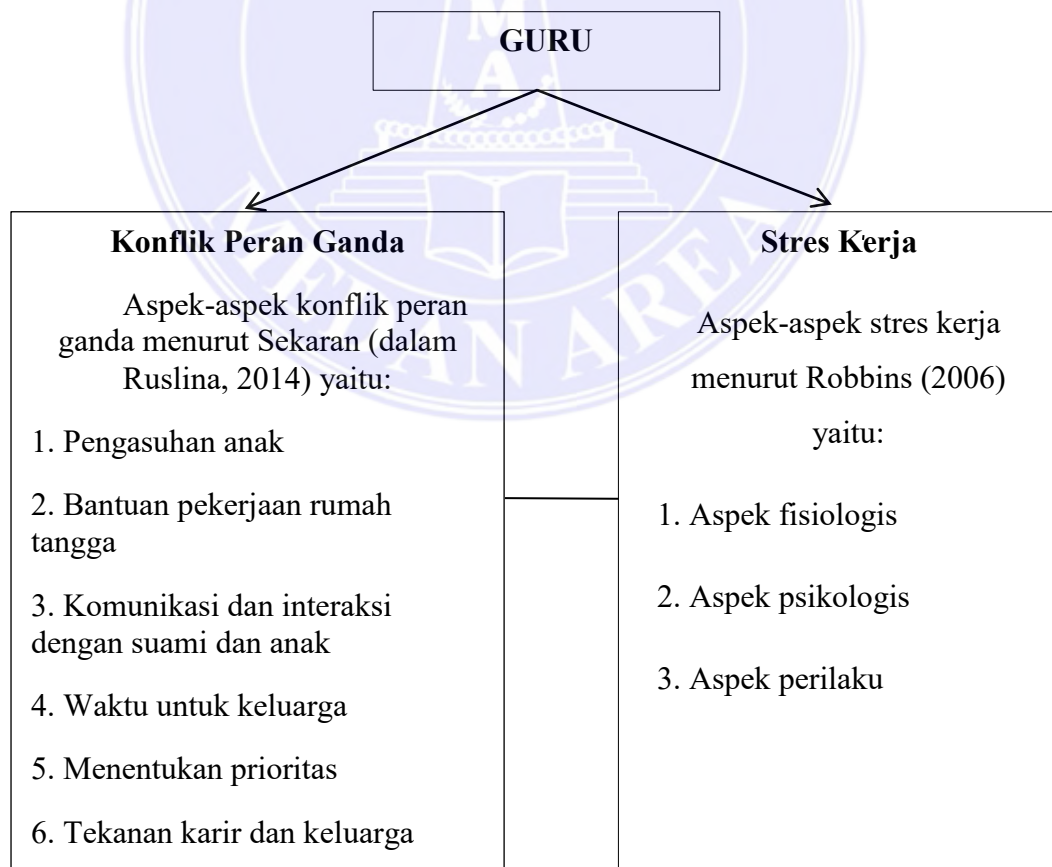 GURU
Konflik Peran Ganda
Aspek-aspek konflik peran
ganda menurut Sekaran (dalam
Ruslina, 2014) yaitu:
1. Pengasuhan anak
2. Bantuan pekerjaan rumah
tangga
3. Komunikasi dan interaksi
dengan suami dan anak
4. Waktu untuk keluarga
5. Menentukan prioritas
6. Tekanan karir dan keluarga
Stres Kerja
Aspek-aspek stres kerja
menurut Robbins (2006)
yaitu:
1. Aspek fisiologis
2. Aspek psikologis
3. Aspek perilaku
M
A
MEDAN AREA